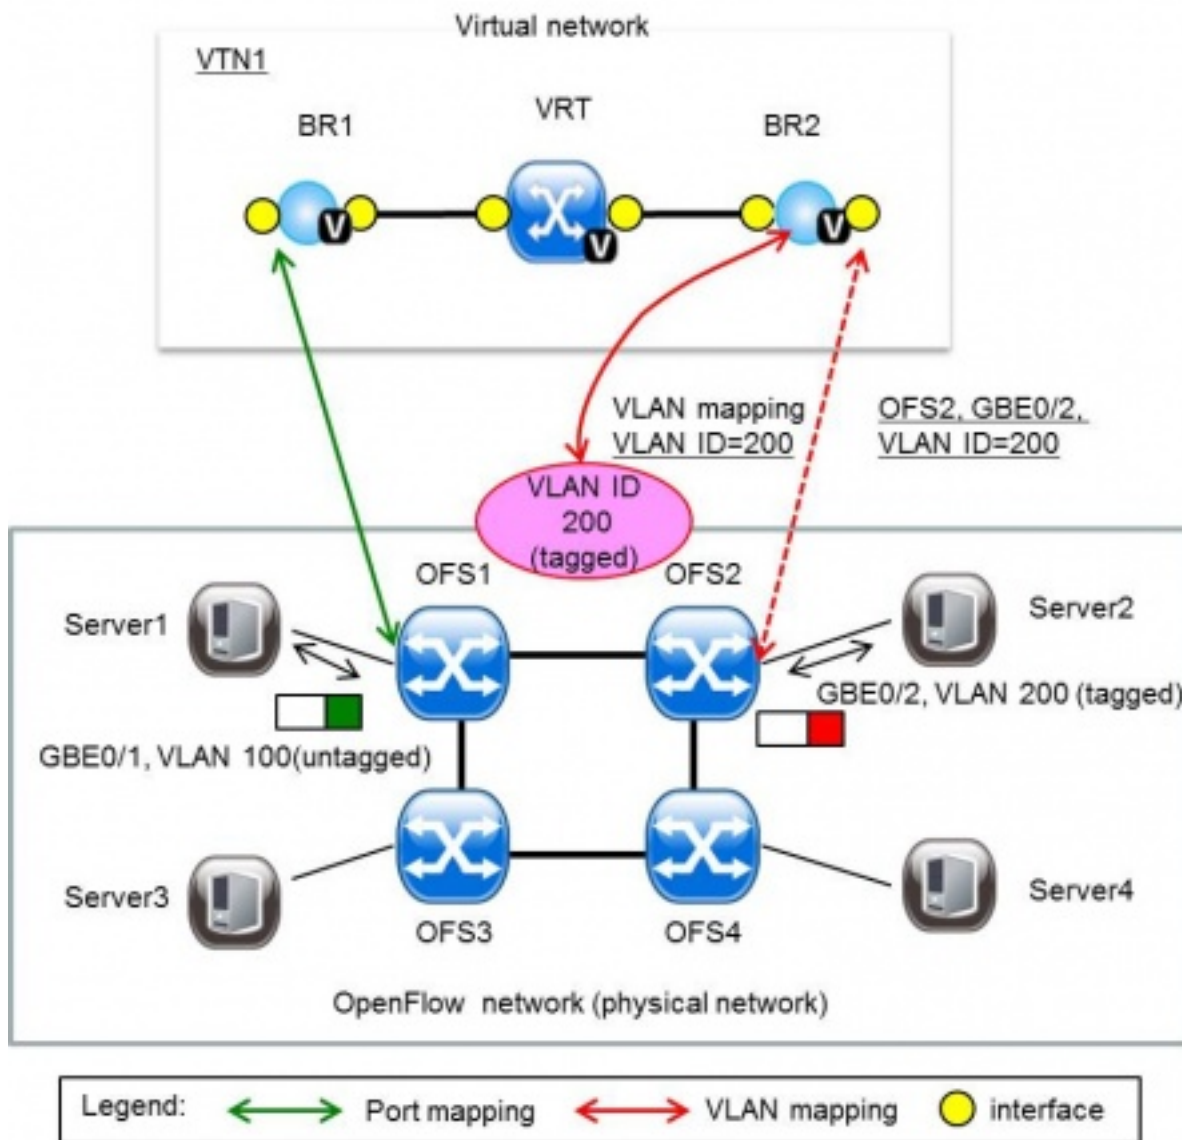 Virtual network
VTN1
BR1
VRT
BR2
V
V
V
VLAN mapping
VLAN ID=200
OFS2, GBE0/2,
VLAN ID=200
VLAN ID
200
(tagged)
OFS1
OFS2
Server1
Server2
GBE0/2, VLAN 200 (tagged)
GBE0/1, VLAN 100(untagged)
Server3
Server4
OFS3
OFS4
OpenFlow network (physical network)
Legend: Port mapping VLAN mapping interface